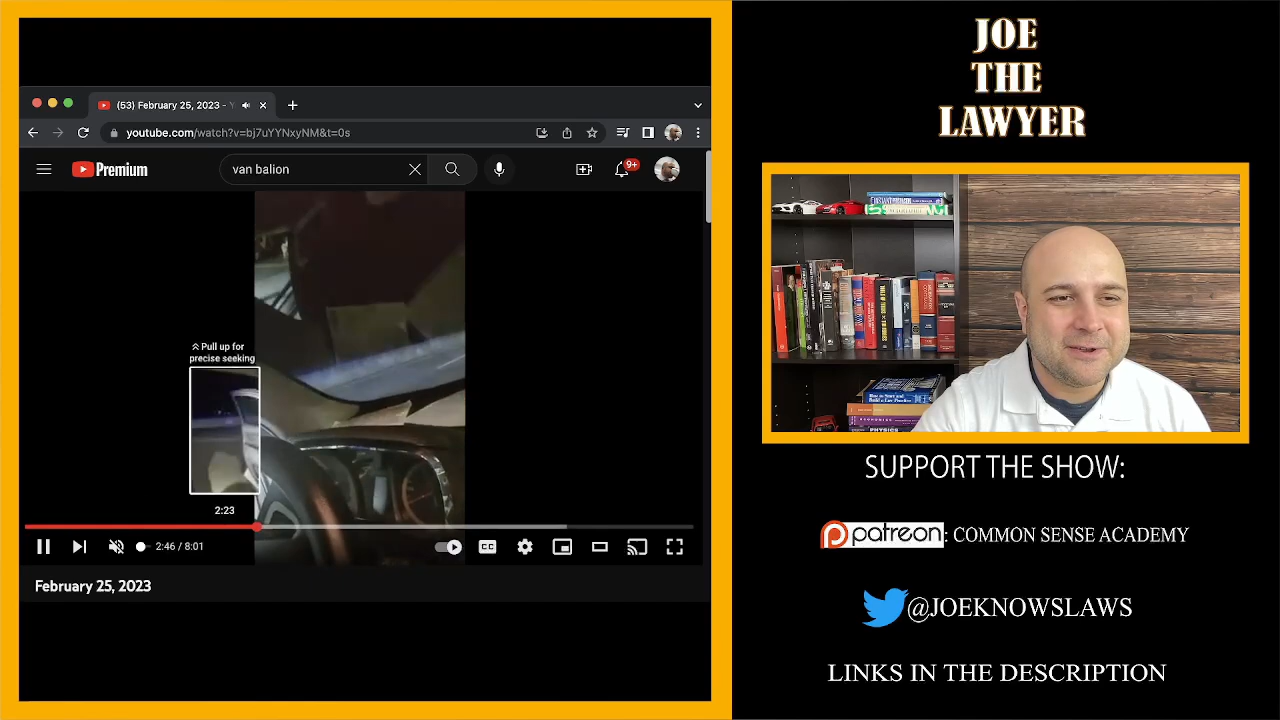 (53) February 25, 2023 - Y
youtube.com/watch?v=bj7uYYNxyNM&t=0s
Premium
van balion
9+
Pull up for
precise seeking
2:23
2:46 / 8:01
CC
February 25, 2023
JOE
THE
LAWYER
PHYSICS
SUPPORT THE SHOW:
patreon: COMMON SENSE ACADEMY
@JOEKNOWSLAWS
LINKS IN THE DESCRIPTION